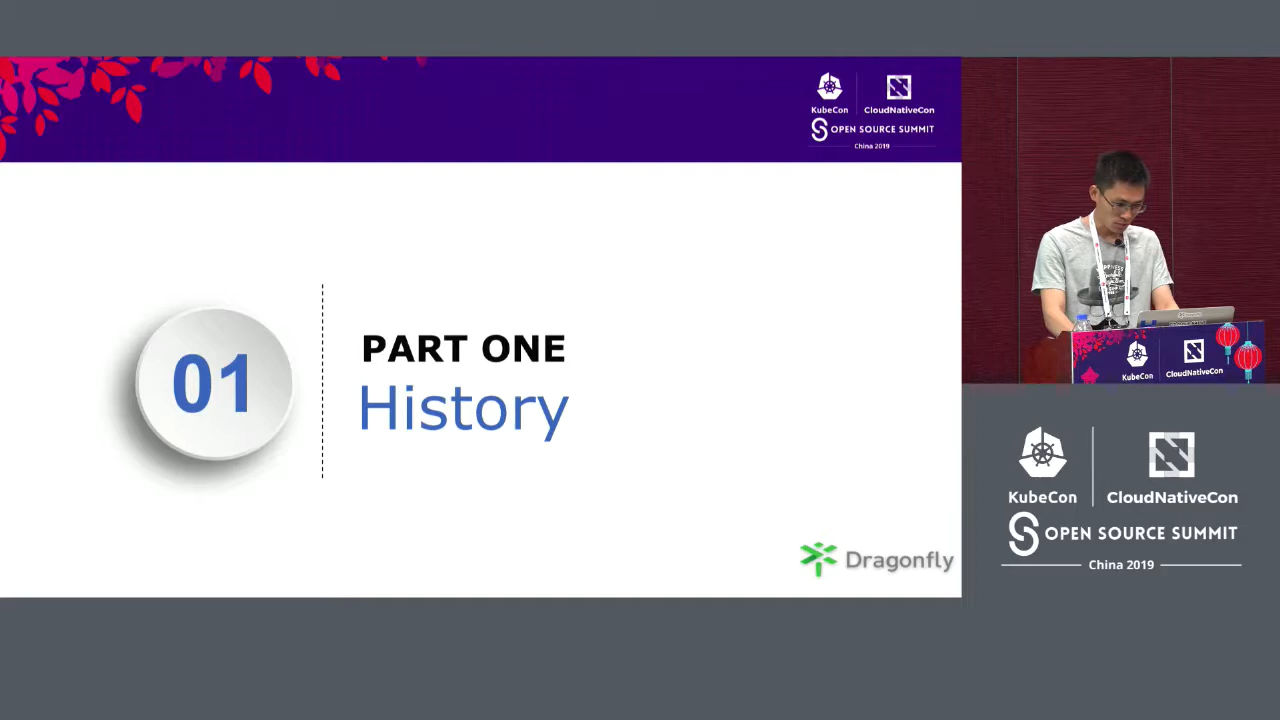 KubeCon
CloudNativeCon
OPEN SOURCE SUMMIT
China 2019
01
PART ONE
History
Dragonfly
KubeCon
CloudNativeCon
KubeCon
CloudNativeCon
OPEN SOURCE SUMMIT
China 2019